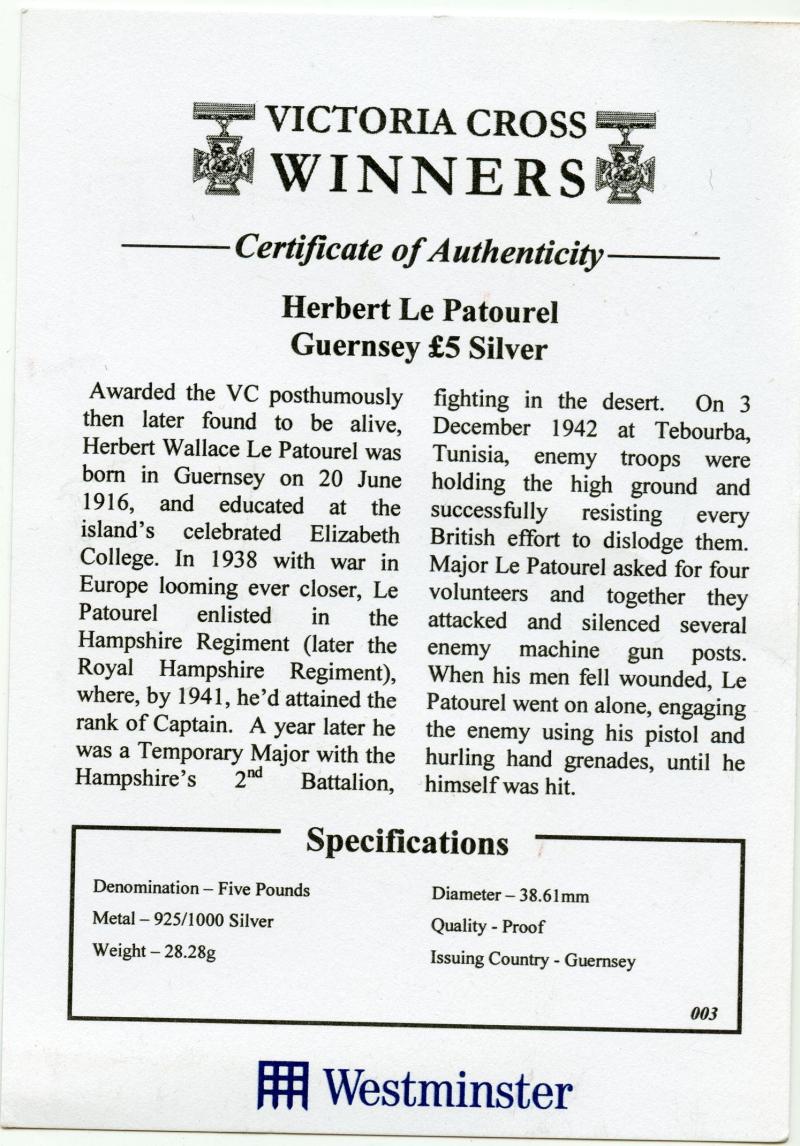 VICTORIA CROSS
WINNERS
Certificate of Authenticity
Herbert Le Patourel
Guernsey £5 Silver
Awarded the VC posthumously
then later found to be alive,
Herbert Wallace Le Patourel was
born in Guernsey on 20 June
1916, and educated at the
island's celebrated Elizabeth
College. In 1938 with war in
Europe looming ever closer, Le
Patourel enlisted in the
Hampshire Regiment (later the
Royal Hampshire Regiment),
where, by 1941, he'd attained the
rank of Captain. A year later he
was a Temporary Major with the
Hampshire's 2nd Battalion,
fighting in the desert. On 3
December 1942 at Tebourba,
Tunisia, enemy troops were
holding the high ground and
successfully resisting every
British effort to dislodge them.
Major Le Patourel asked for four
volunteers and together they
attacked and silenced several
enemy machine gun posts.
When his men fell wounded, Le
Patourel went on alone, engaging
the enemy using his pistol and
hurling hand grenades, until he
himself was hit.
Specifications
Denomination – Five Pounds
Metal – 925/1000 Silver
Weight – 28.28g
Diameter – 38.61mm
Quality - Proof
Issuing Country - Guernsey
003
Westminster